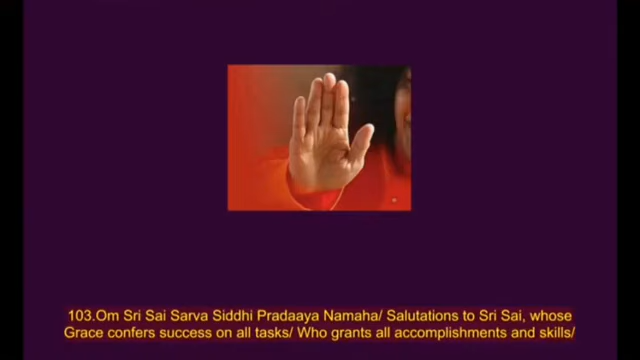 103.Om Sri Sai Sarva Siddhi Pradaaya Namaha/ Salutations to Sri Sai, whose
Grace confers success on all tasks/ Who grants all accomplishments and skills/